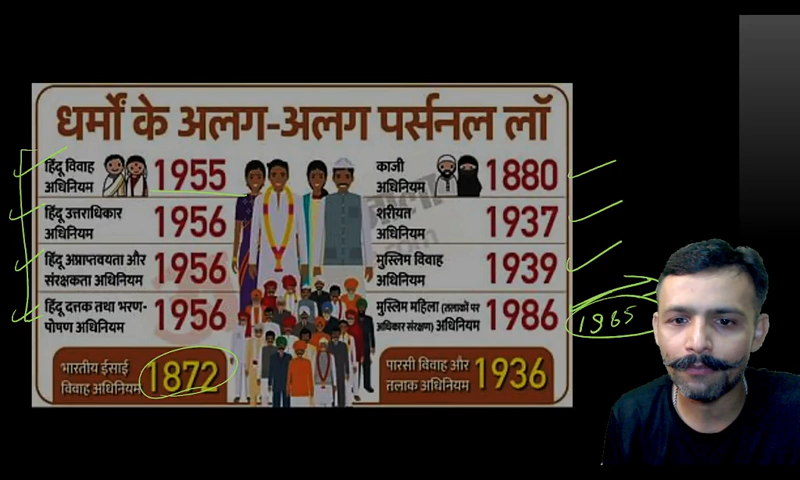 धर्मों के अलग-अलग पर्सनल लॉ
हिंदू विवाह
अधिनियम
1955
हिंदू उत्तराधिकार
अधिनियम
1956
हिंदू अप्राप्तवयता और
संरक्षकता अधिनियम
1956
हिंदू दत्तक तथा भरण-
पोषण अधिनियम
1956
काजी
अधिनियम
1880
शरीयत
अधिनियम
1937
मुस्लिम विवाह
अधिनियम
1939
मुस्लिम महिला (तलाकों पर
अधिकार संरक्षण) अधिनियम
1986
1985
भारतीय ईसाई
विवाह अधिनियम
1872
पारसी विवाह और
तलाक अधिनियम
1936